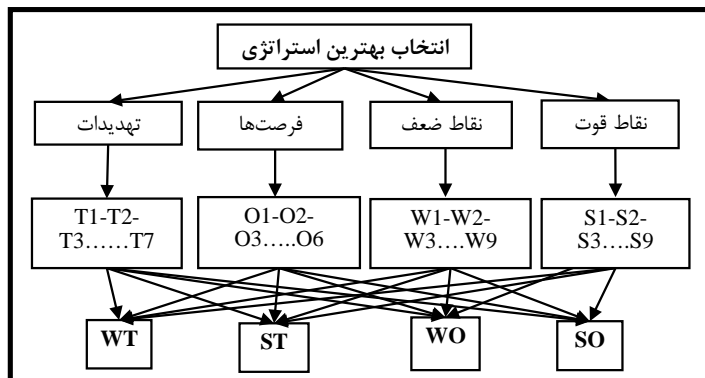 انتخاب بهترین استراتژی
نقاط قوت
نقاط ضعف
فرصت‌ها
تهدیدات
S1-S2-
S3….S9
W1-W2-
W3….W9
O1-O2-
O3…..O6
T1-T2-
T3……T7
SO
WO
ST
WT